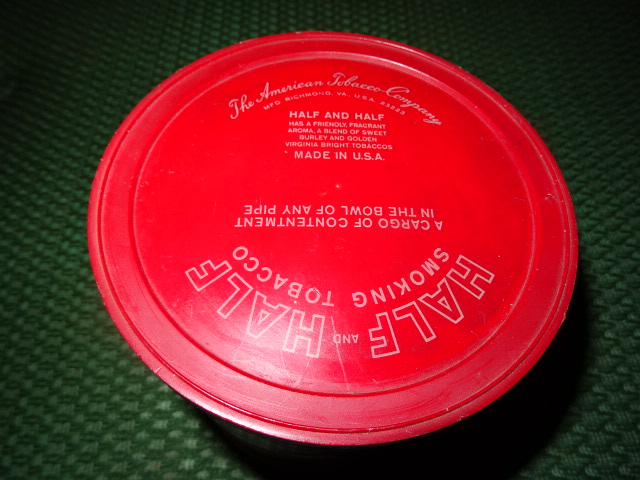 The American Tobacco Company
MFD RICHMOND, VA. U.S.A. 23223
HALF AND HALF
HAS A FRIENDLY, FRAGRANT
AROMA, A BLEND OF SWEET
BURLEY AND GOLDEN
VIRGINIA BRIGHT TOBACCOS
MADE IN U.S.A.
HALF AND HALF
SMOKING TOBACCO
A CARGO OF CONTENTMENT
IN THE BOWL OF ANY PIPE